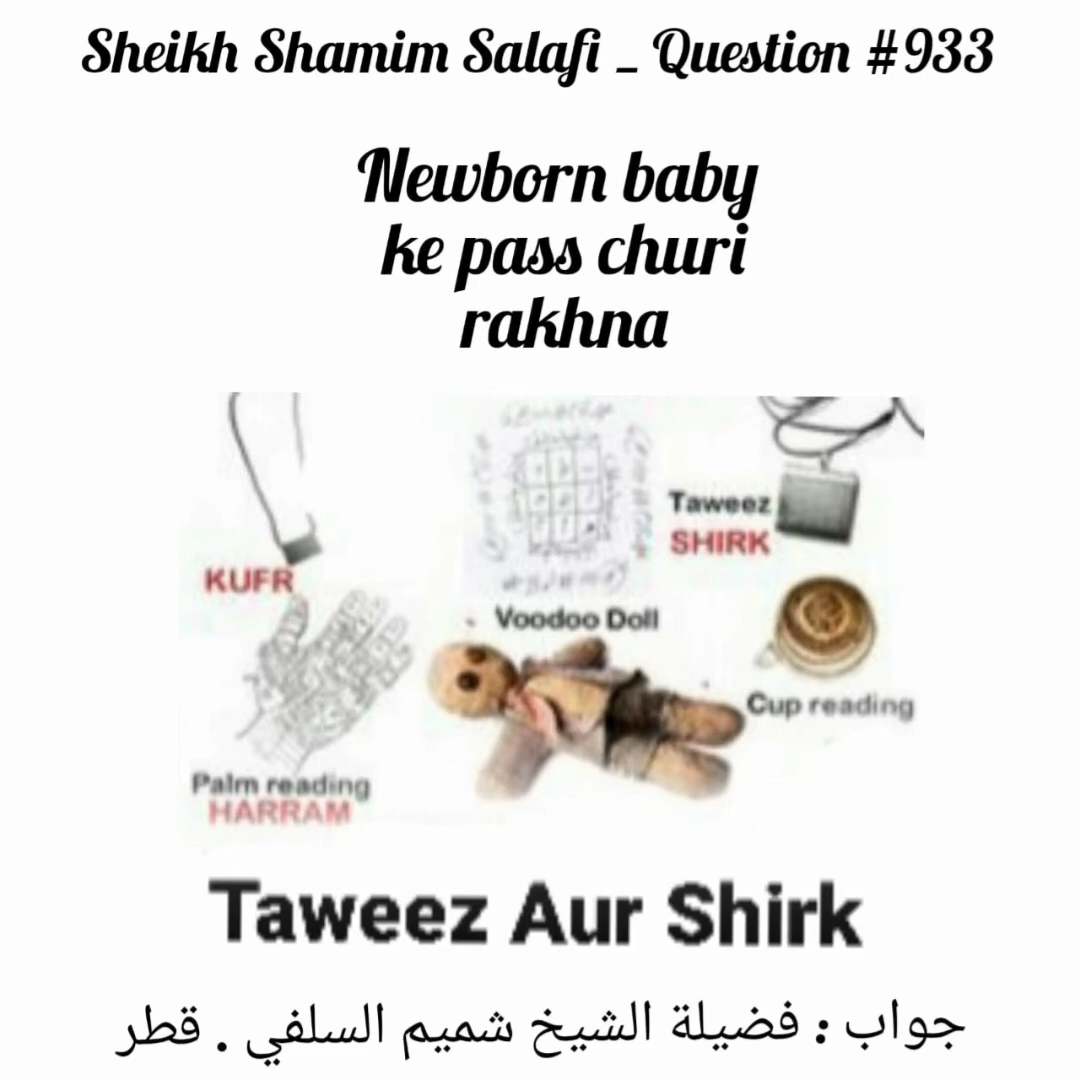 Sheikh Shamim Salafi _ Question #933
Newborn baby
ke pass churi
rakhna
Taweez
SHIRK
KUFR
Voodoo Doll
Cup reading
Palm reading
HARRAM
Taweez Aur Shirk
جواب : فضيلة الشيخ شميم السلفي . قطر